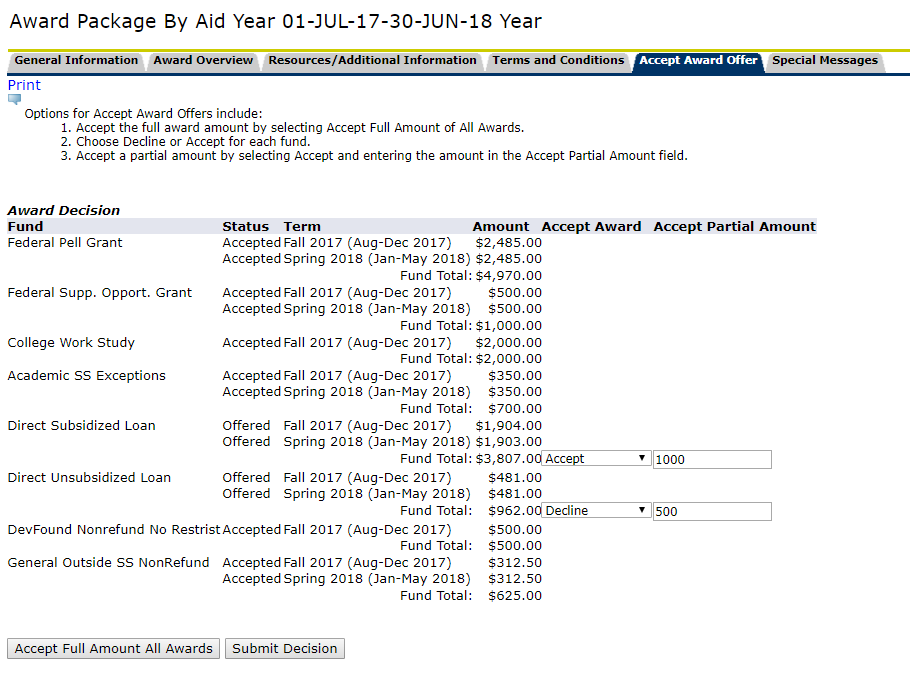 Award Package By Aid Year 01-JUL-17-30-JUN-18 Year
General Information Award Overview Resources/Additional Information Terms and Conditions Accept Award Offer Special Messages
Print
Options for Accept Award Offers include:
1. Accept the full award amount by selecting Accept Full Amount of All Awards.
2. Choose Decline or Accept for each fund.
3. Accept a partial amount by selecting Accept and entering the amount in the Accept Partial Amount field.
Award Decision
Fund Status Term Amount Accept Award Accept Partial Amount
Federal Pell Grant Accepted Fall 2017 (Aug-Dec 2017) $2,485.00
Accepted Spring 2018 (Jan-May 2018) $2,485.00
Fund Total: $4,970.00
Federal Supp. Opport. Grant Accepted Fall 2017 (Aug-Dec 2017) $500.00
Accepted Spring 2018 (Jan-May 2018) $500.00
Fund Total: $1,000.00
College Work Study Accepted Fall 2017 (Aug-Dec 2017) $2,000.00
Fund Total: $2,000.00
Academic SS Exceptions Accepted Fall 2017 (Aug-Dec 2017) $350.00
Accepted Spring 2018 (Jan-May 2018) $350.00
Fund Total: $700.00
Direct Subsidized Loan Offered Fall 2017 (Aug-Dec 2017) $1,904.00
Offered Spring 2018 (Jan-May 2018) $1,903.00
Fund Total: $3,807.00 Accept 1000
Direct Unsubsidized Loan Offered Fall 2017 (Aug-Dec 2017) $481.00
Offered Spring 2018 (Jan-May 2018) $481.00
Fund Total: $962.00 Decline 500
DevFound Nonrefund No Restrist Accepted Fall 2017 (Aug-Dec 2017) $500.00
Fund Total: $500.00
General Outside SS NonRefund Accepted Fall 2017 (Aug-Dec 2017) $312.50
Accepted Spring 2018 (Jan-May 2018) $312.50
Fund Total: $625.00
Accept Full Amount All Awards Submit Decision